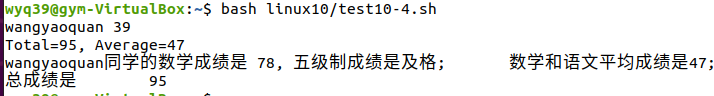 wyq39@gym-VirtualBox:~$ bash linux10/test10-4.sh
wangyaoquan 39
Total=95, Average=47
wangyaoquan同学的数学成绩是 78, 五级制成绩是及格;	数学和语文平均成绩是47;
总成绩是	95